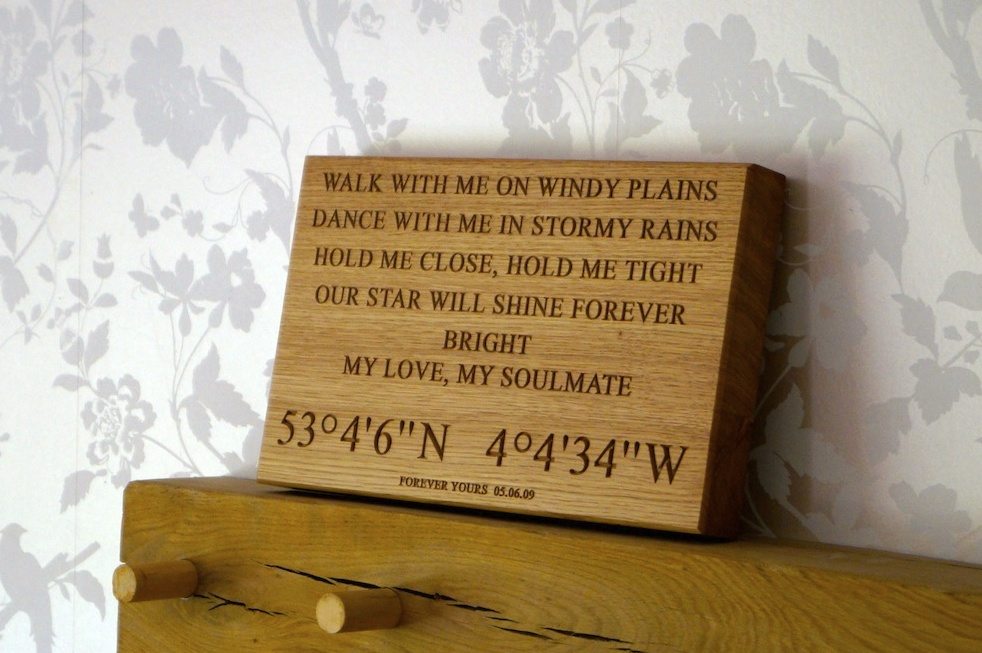 WALK WITH ME ON WINDY PLAINS
DANCE WITH ME IN STORMY RAINS
HOLD ME CLOSE, HOLD ME TIGHT
OUR STAR WILL SHINE FOREVER
BRIGHT
MY LOVE, MY SOULMATE
53°4'6"N 4°4'34"W
FOREVER YOURS 05.06.09